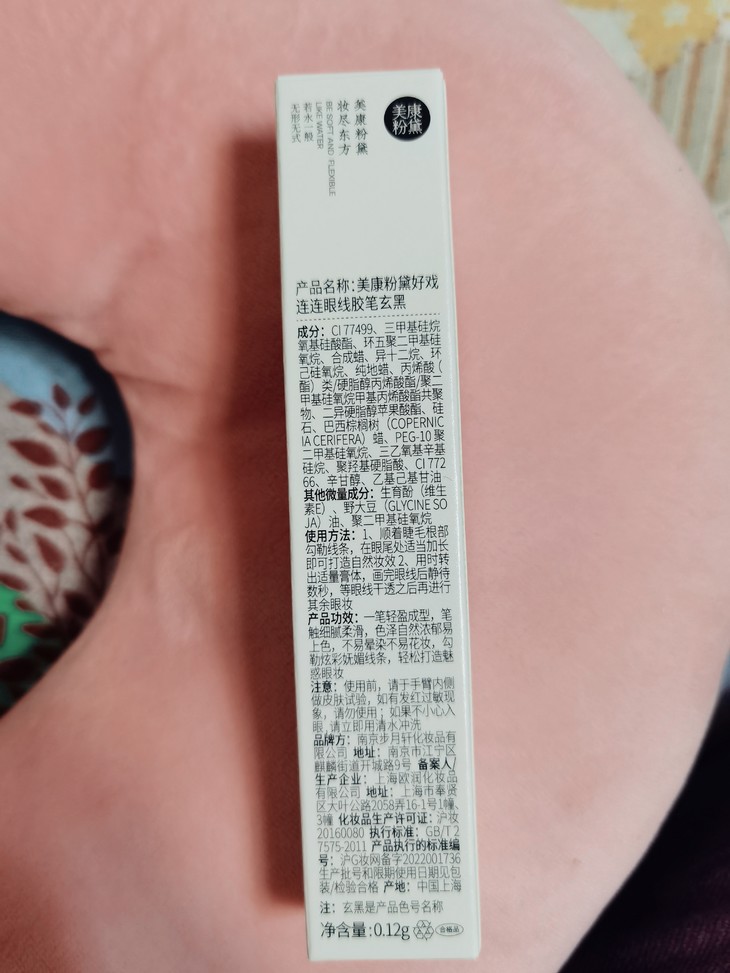 美康
粉黛
美康粉黛
妆尽东方
BE SOFT AND FLEXIBLE
LIKE WATER
若水一般
无形无式
产品名称：美康粉黛好戏
连连眼线胶笔玄黑
成分：CI 77499、三甲基硅烷
氧基硅酸酯、环五聚二甲基硅
氧烷、合成蜡、异十二烷、环
己硅氧烷、纯地蜡、丙烯酸（
酯）类/硬脂醇丙烯酸酯/聚二
甲基硅氧烷甲基丙烯酸酯共聚
物、二异硬脂醇苹果酸酯、硅
石、巴西棕榈树（COPERNIC
IA CERIFERA）蜡、PEG-10 聚
二甲基硅氧烷、三乙氧基辛基
硅烷、聚羟基硬脂酸、CI 772
66、辛甘醇、乙基己基甘油
其他微量成分：生育酚（维生
素E）、野大豆（GLYCINE SO
JA）油、聚二甲基硅氧烷
使用方法：1、顺着睫毛根部
勾勒线条，在眼尾处适当加长
即可打造自然妆效 2、用时转
出适量膏体，画完眼线后静待
数秒，等眼线干透之后再进行
其余眼妆
产品功效：一笔轻盈成型，笔
触细腻柔滑，色泽自然浓郁易
上色，不易晕染不易花妆，勾
勒炫彩妩媚线条，轻松打造魅
惑眼妆
注意：使用前，请于手臂内侧
做皮肤试验，如有发红过敏现
象，请勿使用；如果不小心入
眼,请立即用清水冲洗
品牌方：南京步月轩化妆品有
限公司 地址：南京市江宁区
麒麟街道开城路9号 备案人/
生产企业：上海欧润化妆品
有限公司 地址：上海市奉贤
区大叶公路2058弄16-1号1幢、
3幢 化妆品生产许可证：沪妆
20160080 执行标准：GB/T 2
7575-2011 产品执行的标准编
号：沪G妆网备字2022001736
生产批号和限期使用日期见包
装/检验合格 产地：中国上海
注：玄黑是产品色号名称
净含量：0.12g 合格品